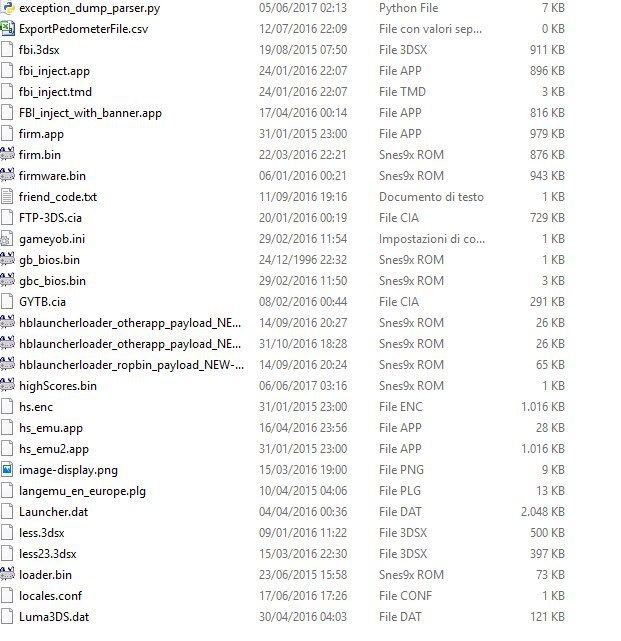 exception_dump_parser.py 05/06/2017 02:13 Python File 7 KB
ExportPedometerFile.csv 12/07/2016 22:09 File con valori sep... 0 KB
fbi.3dsx 19/08/2015 07:50 File 3DSX 911 KB
fbi_inject.app 24/01/2016 22:07 File APP 896 KB
fbi_inject.tmd 24/01/2016 22:07 File TMD 3 KB
FBI_inject_with_banner.app 17/04/2016 00:14 File APP 816 KB
firm.app 31/01/2015 23:00 File APP 979 KB
firm.bin 22/03/2016 22:21 Snes9x ROM 876 KB
firmware.bin 06/01/2016 00:21 Snes9x ROM 943 KB
friend_code.txt 11/09/2016 19:16 Documento di testo 1 KB
FTP-3DS.cia 20/01/2016 00:19 File CIA 729 KB
gameyob.ini 29/02/2016 11:54 Impostazioni di co... 1 KB
gb_bios.bin 24/12/1996 22:32 Snes9x ROM 1 KB
gbc_bios.bin 29/02/2016 11:50 Snes9x ROM 3 KB
GYTB.cia 08/02/2016 00:44 File CIA 291 KB
hblauncherloader_otherapp_payload_NE... 14/09/2016 20:27 Snes9x ROM 26 KB
hblauncherloader_otherapp_payload_NE... 31/10/2016 18:28 Snes9x ROM 26 KB
hblauncherloader_ropbin_payload_NEW-... 14/09/2016 20:24 Snes9x ROM 65 KB
highScores.bin 06/06/2017 03:16 Snes9x ROM 1 KB
hs.enc 31/01/2015 23:00 File ENC 1.016 KB
hs_emu.app 16/04/2016 23:56 File APP 28 KB
hs_emu2.app 31/01/2015 23:00 File APP 1.016 KB
image-display.png 15/03/2016 19:00 File PNG 9 KB
langemu_en_europe.plg 10/04/2015 04:06 File PLG 13 KB
Launcher.dat 04/04/2016 00:36 File DAT 2.048 KB
less.3dsx 09/01/2016 11:22 File 3DSX 500 KB
less23.3dsx 15/03/2016 22:30 File 3DSX 397 KB
loader.bin 23/06/2015 15:58 Snes9x ROM 73 KB
locales.conf 17/06/2016 17:26 File CONF 1 KB
Luma3DS.dat 30/04/2016 04:03 File DAT 121 KB